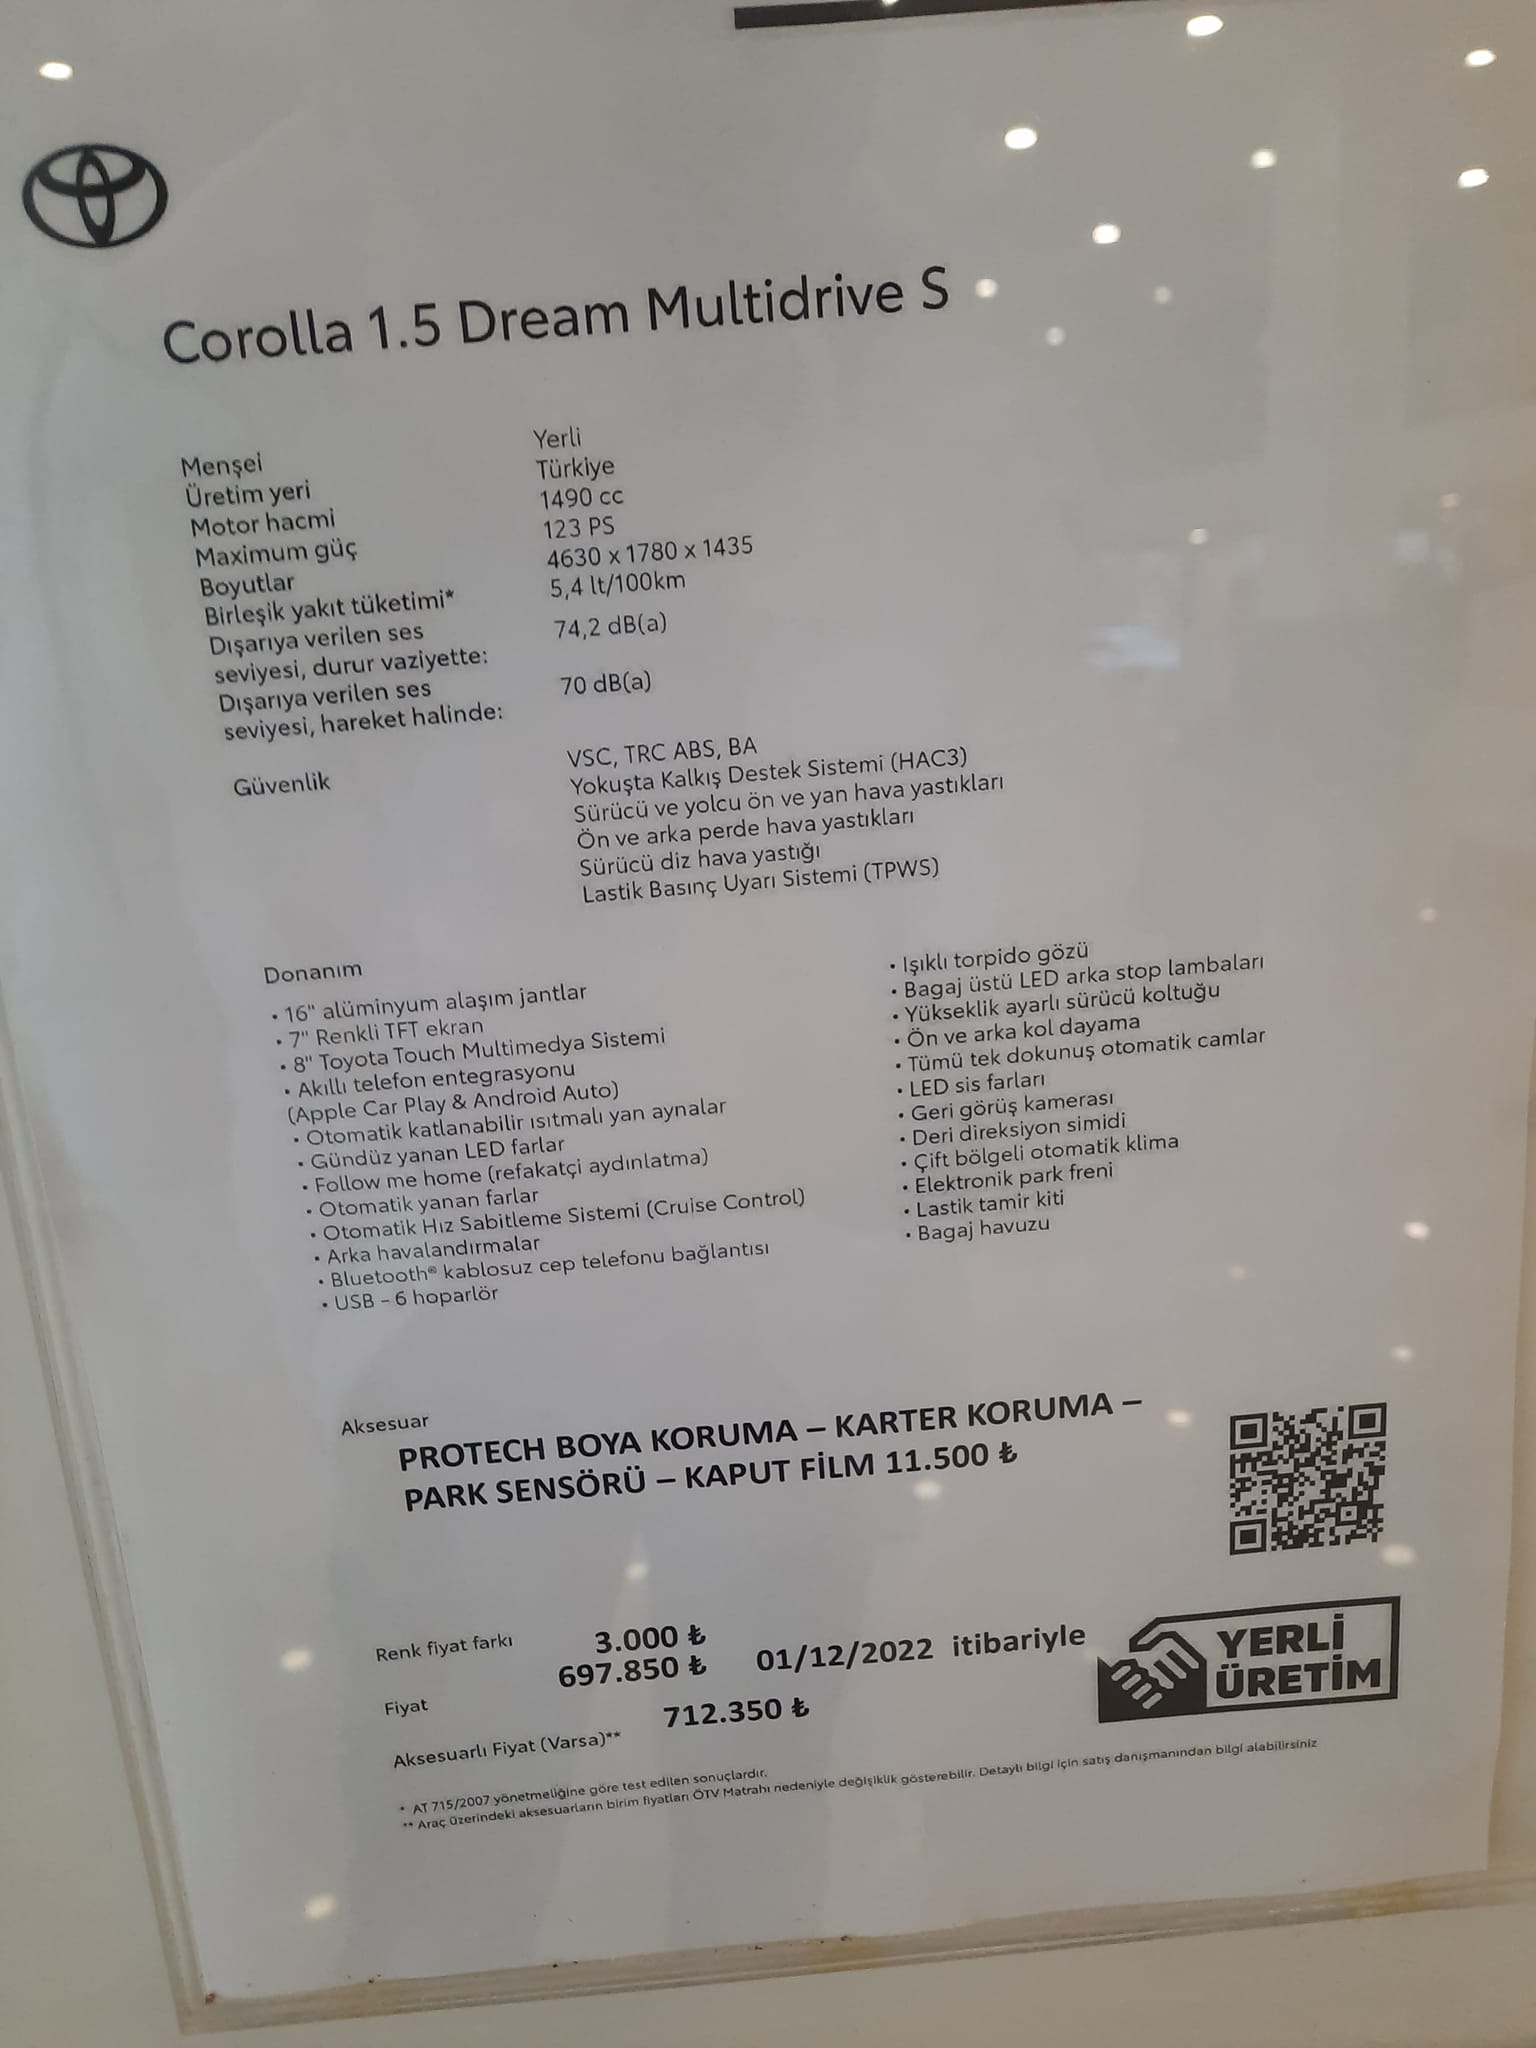 Corolla 1.5 Dream Multidrive S
Menşei Yerli
Üretim yeri Türkiye
Motor hacmi 1490 cc
Maximum güç 123 PS
Boyutlar 4630 x 1780 x 1435
Birleşik yakıt tüketimi* 5,4 lt/100km
Dışarıya verilen ses
seviyesi, durur vaziyette: 74,2 dB(a)
Dışarıya verilen ses
seviyesi, hareket halinde: 70 dB(a)
Güvenlik VSC, TRC ABS, BA
Yokuşta Kalkış Destek Sistemi (HAC3)
Sürücü ve yolcu ön ve yan hava yastıkları
Ön ve arka perde hava yastıkları
Sürücü diz hava yastığı
Lastik Basınç Uyarı Sistemi (TPWS)
Donanım
• 16" alüminyum alaşım jantlar
• 7" Renkli TFT ekran
• 8" Toyota Touch Multimedya Sistemi
• Akıllı telefon entegrasyonu
(Apple Car Play & Android Auto)
• Otomatik katlanabilir ısıtmalı yan aynalar
• Gündüz yanan LED farlar
• Follow me home (refakatçi aydınlatma)
• Otomatik yanan farlar
• Otomatik Hız Sabitleme Sistemi (Cruise Control)
• Arka havalandırmalar
• Bluetooth® kablosuz cep telefonu bağlantısı
• USB – 6 hoparlör
• Işıklı torpido gözü
• Bagaj üstü LED arka stop lambaları
• Yükseklik ayarlı sürücü koltuğu
• Ön ve arka kol dayama
• Tümü tek dokunuş otomatik camlar
• LED sis farları
• Geri görüş kamerası
• Deri direksiyon simidi
• Çift bölgeli otomatik klima
• Elektronik park freni
• Lastik tamir kiti
• Bagaj havuzu
Aksesuar
PROTECH BOYA KORUMA – KARTER KORUMA –
PARK SENSÖRÜ – KAPUT FİLM 11.500 ₺
Renk fiyat farkı 3.000 ₺
Fiyat 697.850 ₺ 01/12/2022 itibariyle
Aksesuarlı Fiyat (Varsa)** 712.350 ₺
YERLİ
ÜRETİM
* AT 715/2007 yönetmeliğine göre test edilen sonuçlardır.
** Araç üzerindeki aksesuarların birim fiyatları ÖTV Matrahı nedeniyle değişiklik gösterebilir. Detaylı bilgi için satış danışmanından bilgi alabilirsiniz